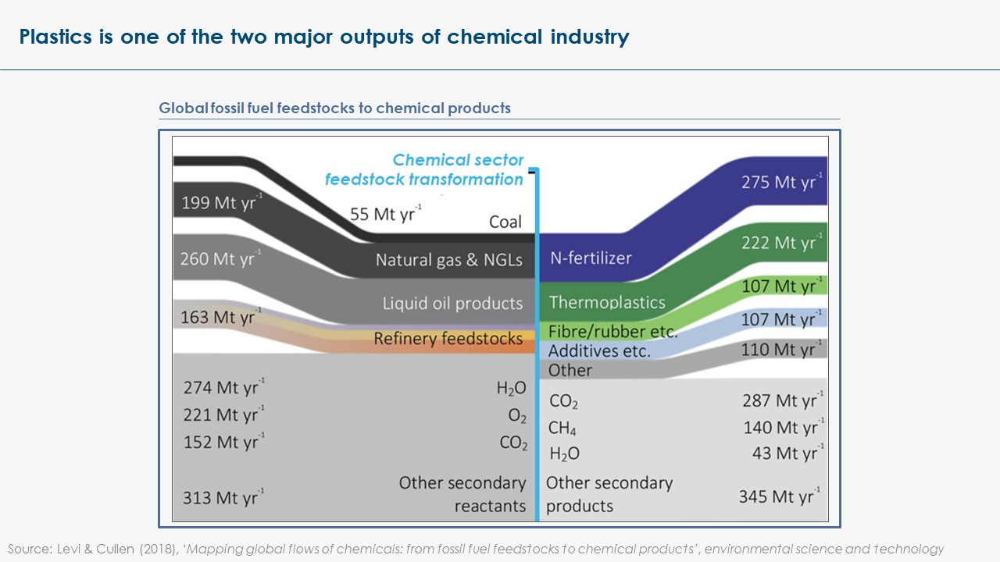 Plastics is one of the two major outputs of chemical industry
Global fossil fuel feedstocks to chemical products
Chemical sector
feedstock transformation
55 Mt yr⁻¹
Coal
199 Mt yr⁻¹
Natural gas & NGLs
260 Mt yr⁻¹
Liquid oil products
163 Mt yr⁻¹
Refinery feedstocks
274 Mt yr⁻¹ H₂O
221 Mt yr⁻¹ O₂
152 Mt yr⁻¹ CO₂
313 Mt yr⁻¹
Other secondary
reactants
N-fertilizer
275 Mt yr⁻¹
Thermoplastics
222 Mt yr⁻¹
Fibre/rubber etc.
107 Mt yr⁻¹
Additives etc.
107 Mt yr⁻¹
Other
110 Mt yr⁻¹
CO₂ 287 Mt yr⁻¹
CH₄ 140 Mt yr⁻¹
H₂O 43 Mt yr⁻¹
Other secondary
products
345 Mt yr⁻¹
Source: Levi & Cullen (2018), ‘Mapping global flows of chemicals: from fossil fuel feedstocks to chemical products’, environmental science and technology